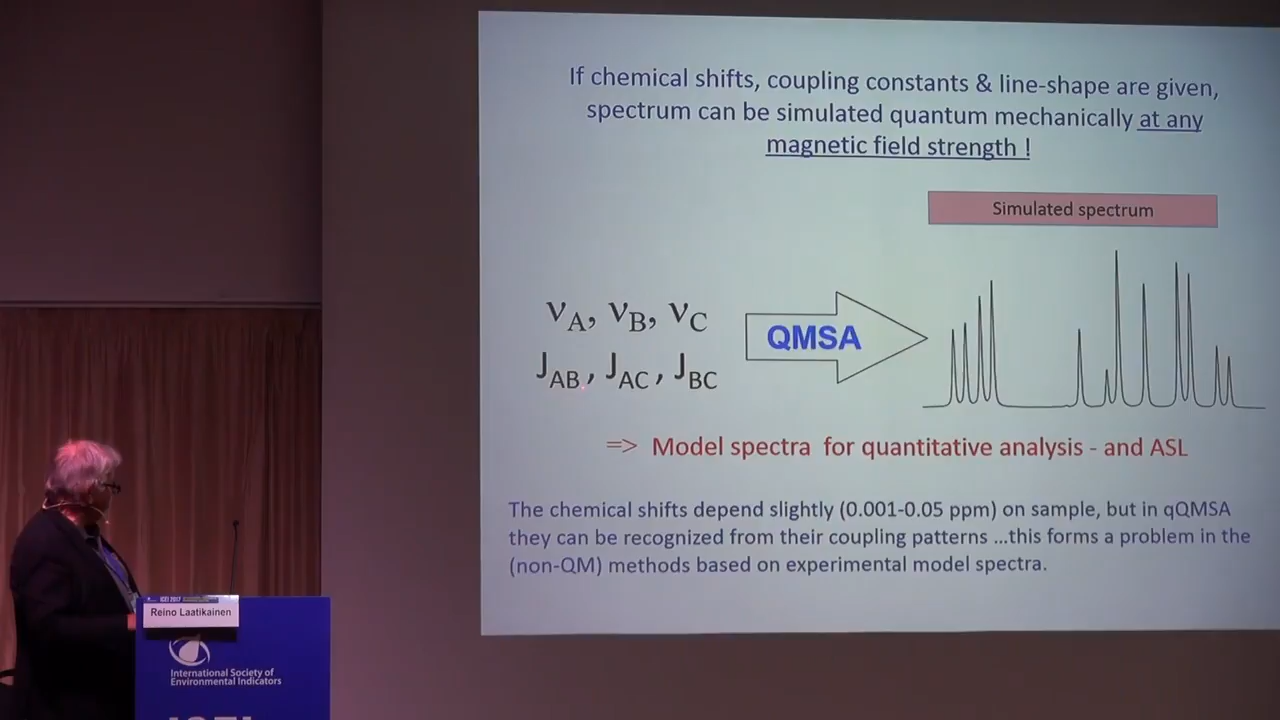 If chemical shifts, coupling constants & line-shape are given,
spectrum can be simulated quantum mechanically at any
magnetic field strength !
Simulated spectrum
νA, νB, νC
QMSA
JAB, JAC, JBC
=> Model spectra for quantitative analysis - and ASL
The chemical shifts depend slightly (0.001-0.05 ppm) on sample, but in qQMSA
they can be recognized from their coupling patterns ...this forms a problem in the
(non-QM) methods based on experimental model spectra.
ICEI 2017
Reino Laatikainen
International Society of
Environmental Indicators